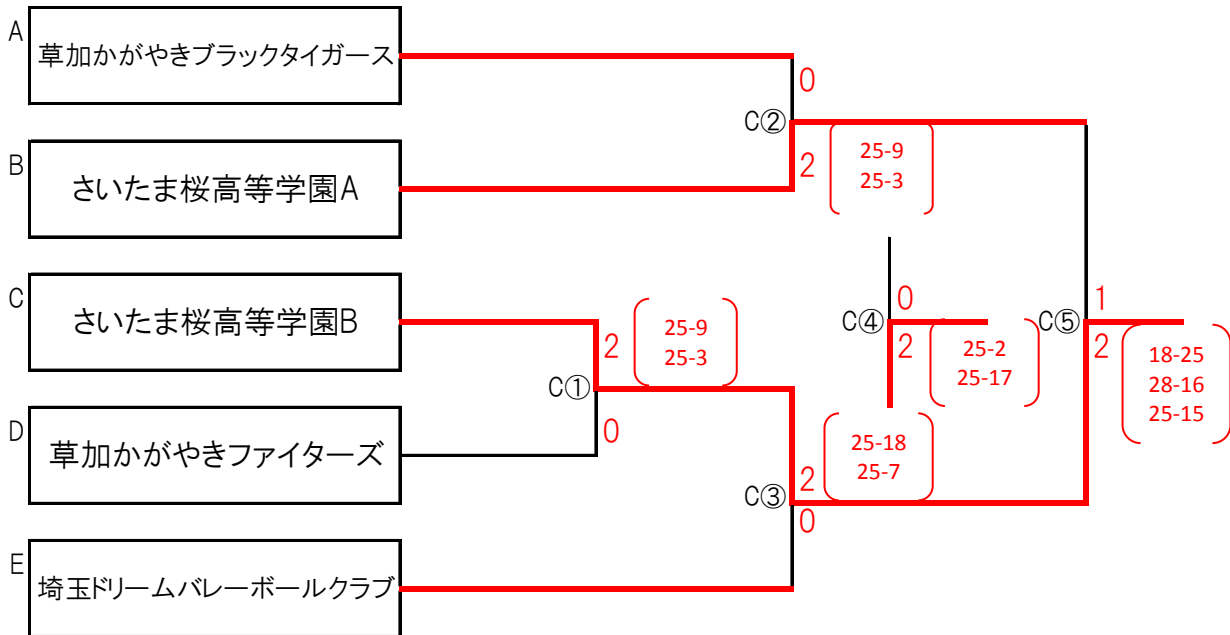 A
草加かがやきブラックタイガース
0
C②
B
さいたま桜高等学園A
2
25-9
25-3
C
さいたま桜高等学園B
2
25-9
25-3
C①
0
D
草加かがやきファイターズ
0
C④
2
25-2
25-17
1
C⑤
2
18-25
28-16
25-15
2
25-18
25-7
C③
0
E
埼玉ドリームバレーボールクラブ